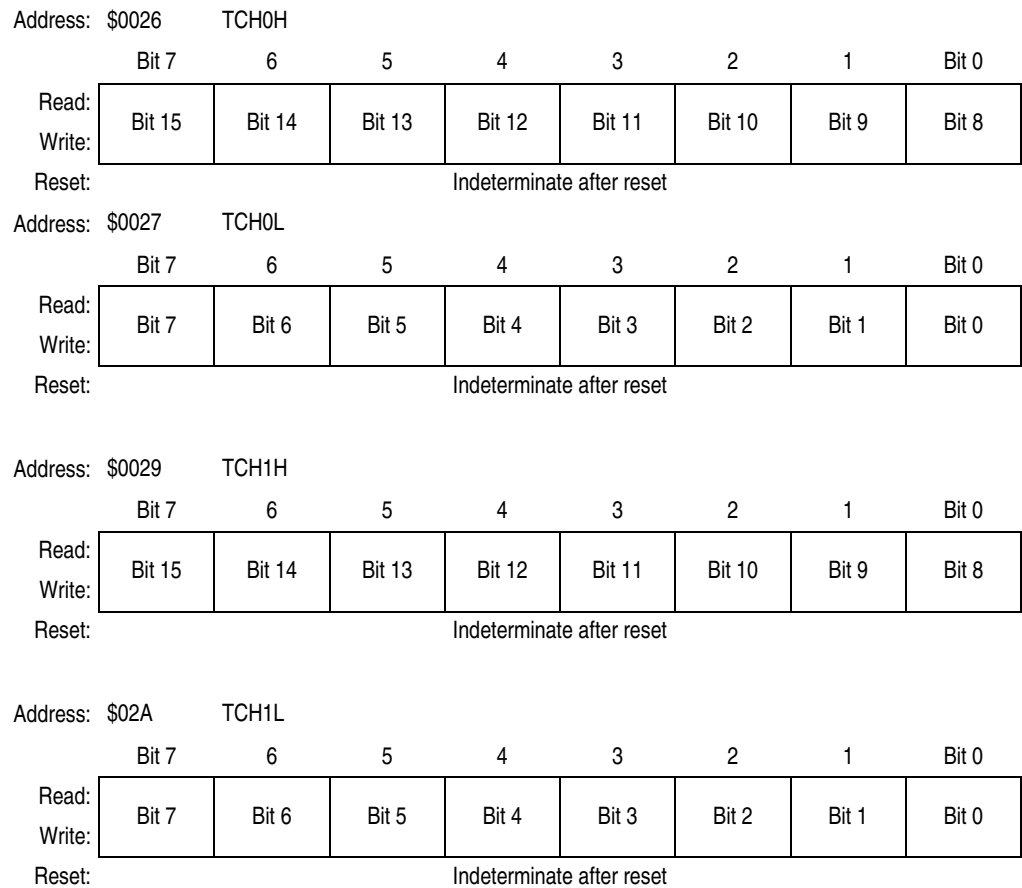 Address: $0026 TCH0H
Bit 7 6 5 4 3 2 1 Bit 0
Read:
Bit 15 Bit 14 Bit 13 Bit 12 Bit 11 Bit 10 Bit 9 Bit 8
Write:
Reset: Indeterminate after reset
Address: $0027 TCH0L
Bit 7 6 5 4 3 2 1 Bit 0
Read:
Bit 7 Bit 6 Bit 5 Bit 4 Bit 3 Bit 2 Bit 1 Bit 0
Write:
Reset: Indeterminate after reset
Address: $0029 TCH1H
Bit 7 6 5 4 3 2 1 Bit 0
Read:
Bit 15 Bit 14 Bit 13 Bit 12 Bit 11 Bit 10 Bit 9 Bit 8
Write:
Reset: Indeterminate after reset
Address: $02A TCH1L
Bit 7 6 5 4 3 2 1 Bit 0
Read:
Bit 7 Bit 6 Bit 5 Bit 4 Bit 3 Bit 2 Bit 1 Bit 0
Write:
Reset: Indeterminate after reset